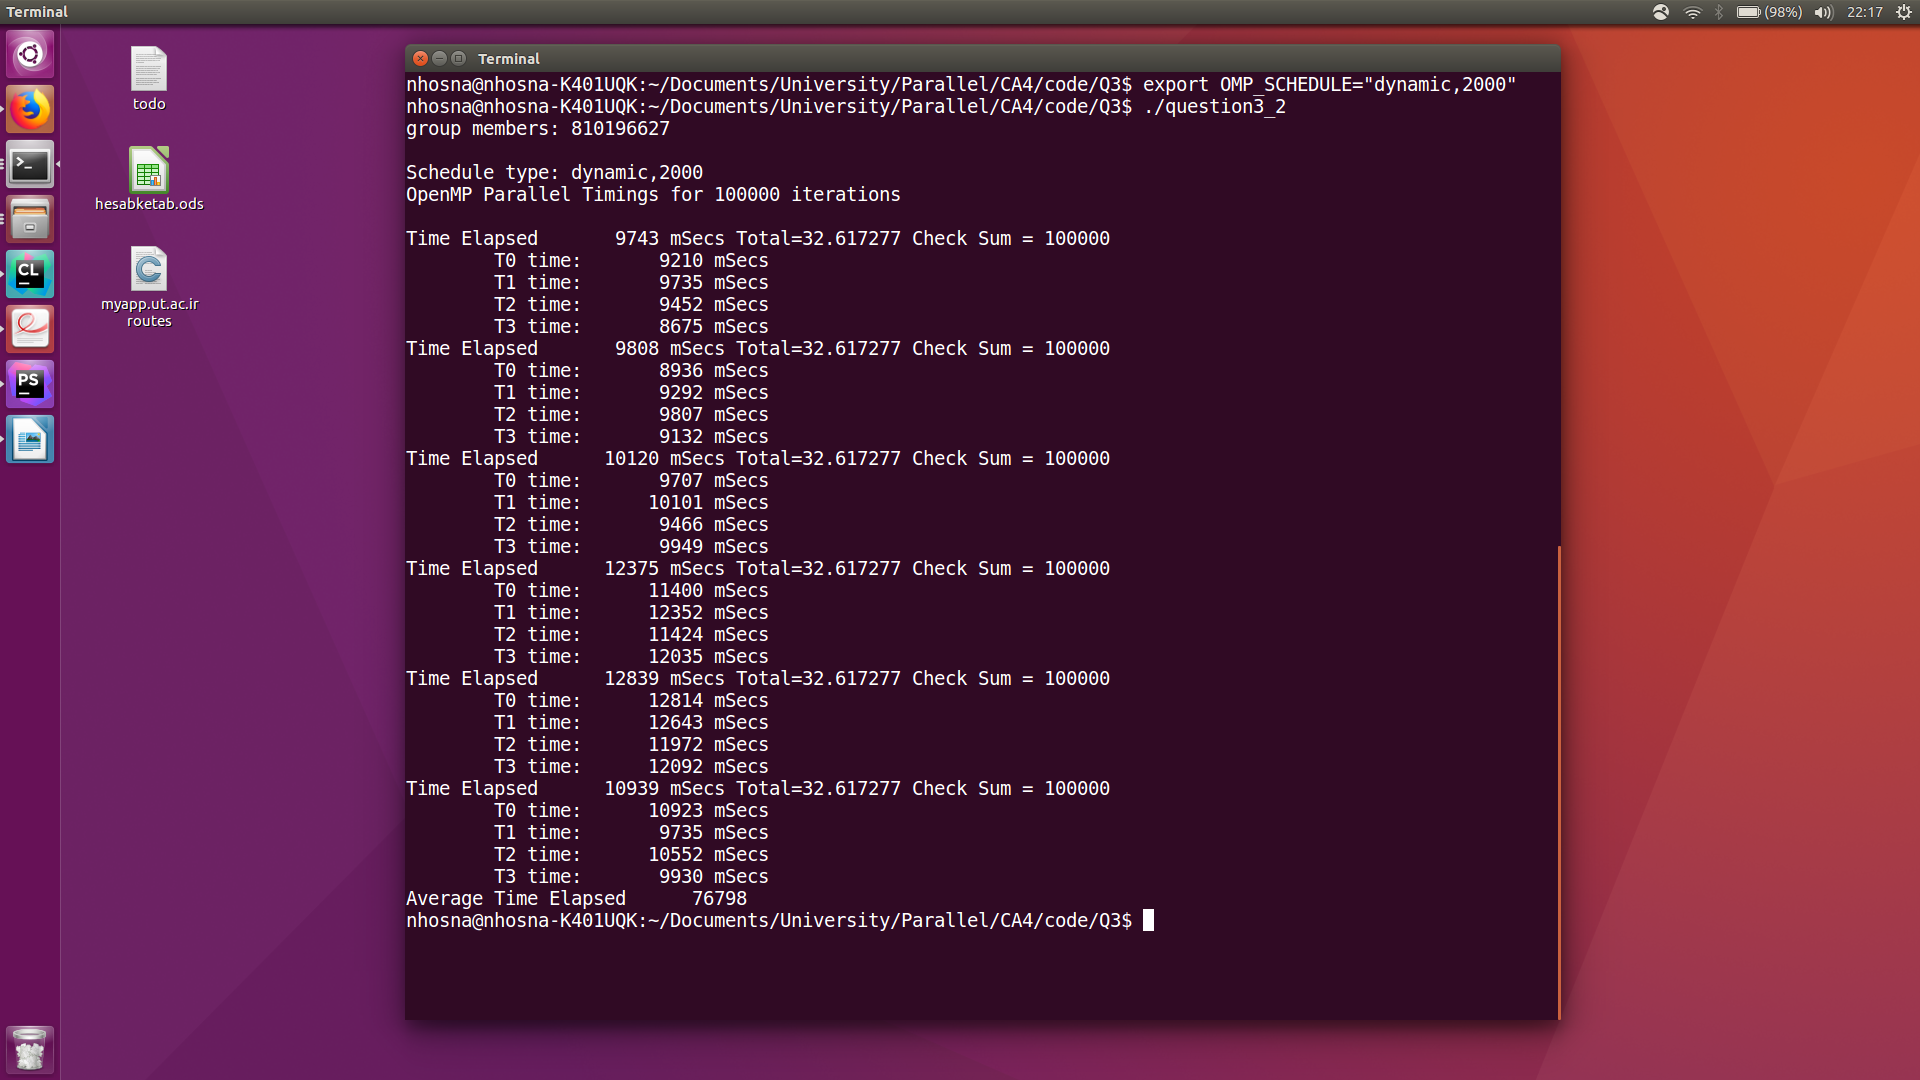 Terminal
(98%)
22:17
todo
hesabketab.ods
myapp.ut.ac.ir
routes
CL
PS
Terminal
nhosna@nhosna-K401UQK:~/Documents/University/Parallel/CA4/code/Q3$ export OMP_SCHEDULE="dynamic,2000"
nhosna@nhosna-K401UQK:~/Documents/University/Parallel/CA4/code/Q3$ ./question3_2
group members: 810196627
Schedule type: dynamic,2000
OpenMP Parallel Timings for 100000 iterations
Time Elapsed 9743 mSecs Total=32.617277 Check Sum = 100000
T0 time: 9210 mSecs
T1 time: 9735 mSecs
T2 time: 9452 mSecs
T3 time: 8675 mSecs
Time Elapsed 9808 mSecs Total=32.617277 Check Sum = 100000
T0 time: 8936 mSecs
T1 time: 9292 mSecs
T2 time: 9807 mSecs
T3 time: 9132 mSecs
Time Elapsed 10120 mSecs Total=32.617277 Check Sum = 100000
T0 time: 9707 mSecs
T1 time: 10101 mSecs
T2 time: 9466 mSecs
T3 time: 9949 mSecs
Time Elapsed 12375 mSecs Total=32.617277 Check Sum = 100000
T0 time: 11400 mSecs
T1 time: 12352 mSecs
T2 time: 11424 mSecs
T3 time: 12035 mSecs
Time Elapsed 12839 mSecs Total=32.617277 Check Sum = 100000
T0 time: 12814 mSecs
T1 time: 12643 mSecs
T2 time: 11972 mSecs
T3 time: 12092 mSecs
Time Elapsed 10939 mSecs Total=32.617277 Check Sum = 100000
T0 time: 10923 mSecs
T1 time: 9735 mSecs
T2 time: 10552 mSecs
T3 time: 9930 mSecs
Average Time Elapsed 76798
nhosna@nhosna-K401UQK:~/Documents/University/Parallel/CA4/code/Q3$